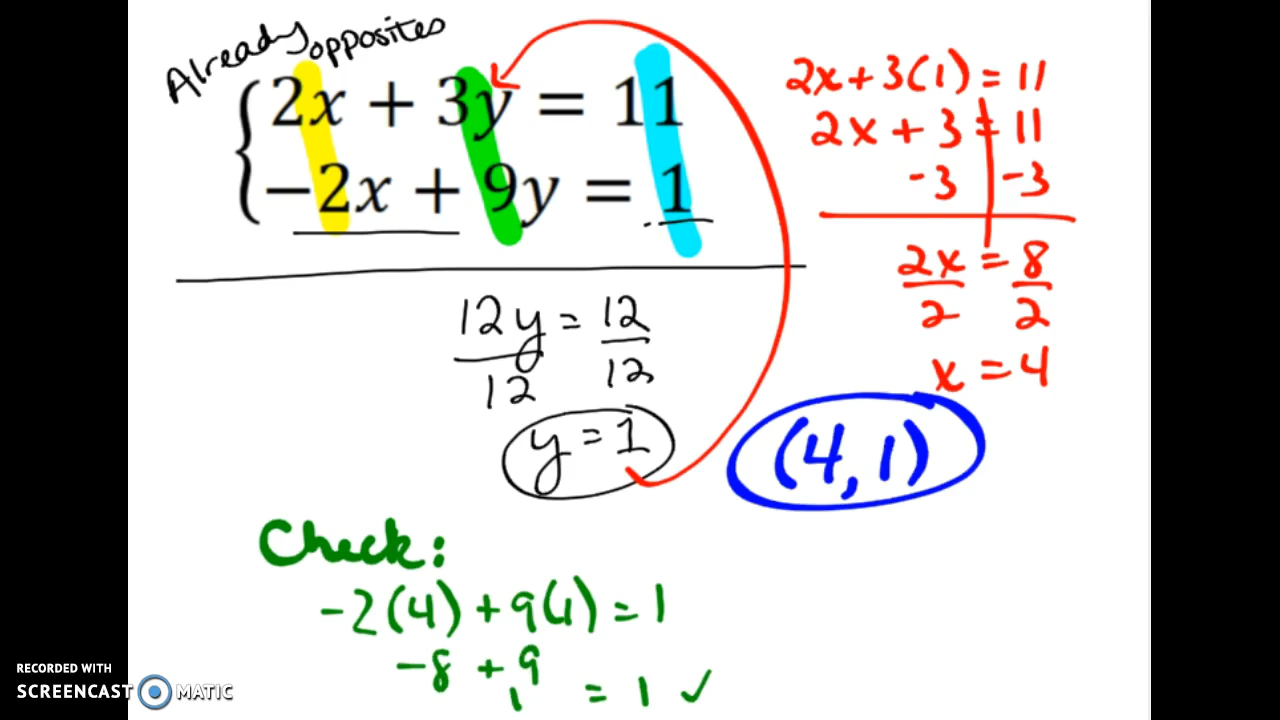 Already opposites
2x + 3y = 11
-2x + 9y = 1
12y = 12
12 12
y = 1
2x + 3(1) = 11
2x + 3 = 11
-3 -3
2x = 8
2 2
x = 4
(4, 1)
Check:
-2(4) + 9(1) = 1
-8 + 9
1 = 1 ✓
RECORDED WITH
SCREENCAST MATIC